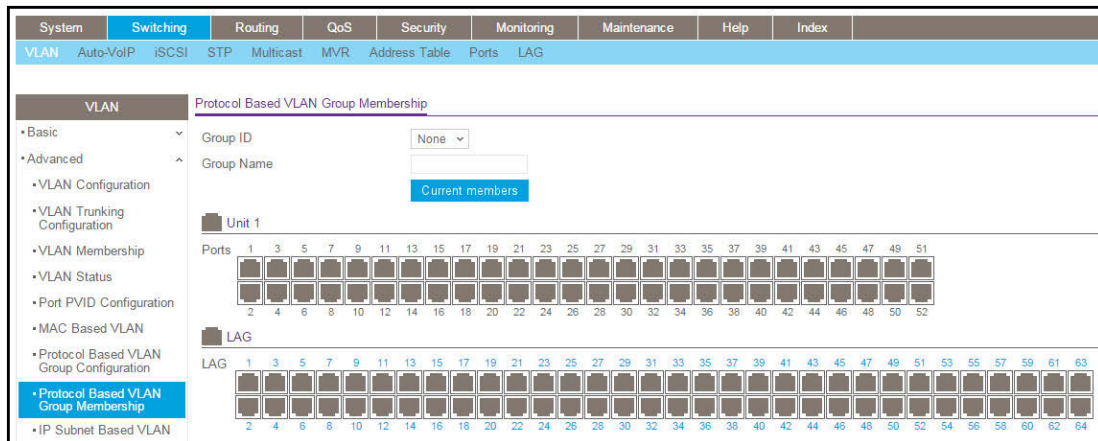 System Switching Routing QoS Security Monitoring Maintenance Help Index
VLAN Auto-VoIP iSCSI STP Multicast MVR Address Table Ports LAG
VLAN
Basic
Advanced
VLAN Configuration
VLAN Trunking
Configuration
VLAN Membership
VLAN Status
Port PVID Configuration
MAC Based VLAN
Protocol Based VLAN
Group Configuration
Protocol Based VLAN
Group Membership
IP Subnet Based VLAN
Protocol Based VLAN Group Membership
Group ID None
Group Name
Current members
Unit 1
Ports 1 3 5 7 9 11 13 15 17 19 21 23 25 27 29 31 33 35 37 39 41 43 45 47 49 51
2 4 6 8 10 12 14 16 18 20 22 24 26 28 30 32 34 36 38 40 42 44 46 48 50 52
LAG
LAG 1 3 5 7 9 11 13 15 17 19 21 23 25 27 29 31 33 35 37 39 41 43 45 47 49 51 53 55 57 59 61 63
2 4 6 8 10 12 14 16 18 20 22 24 26 28 30 32 34 36 38 40 42 44 46 48 50 52 54 56 58 60 62 64